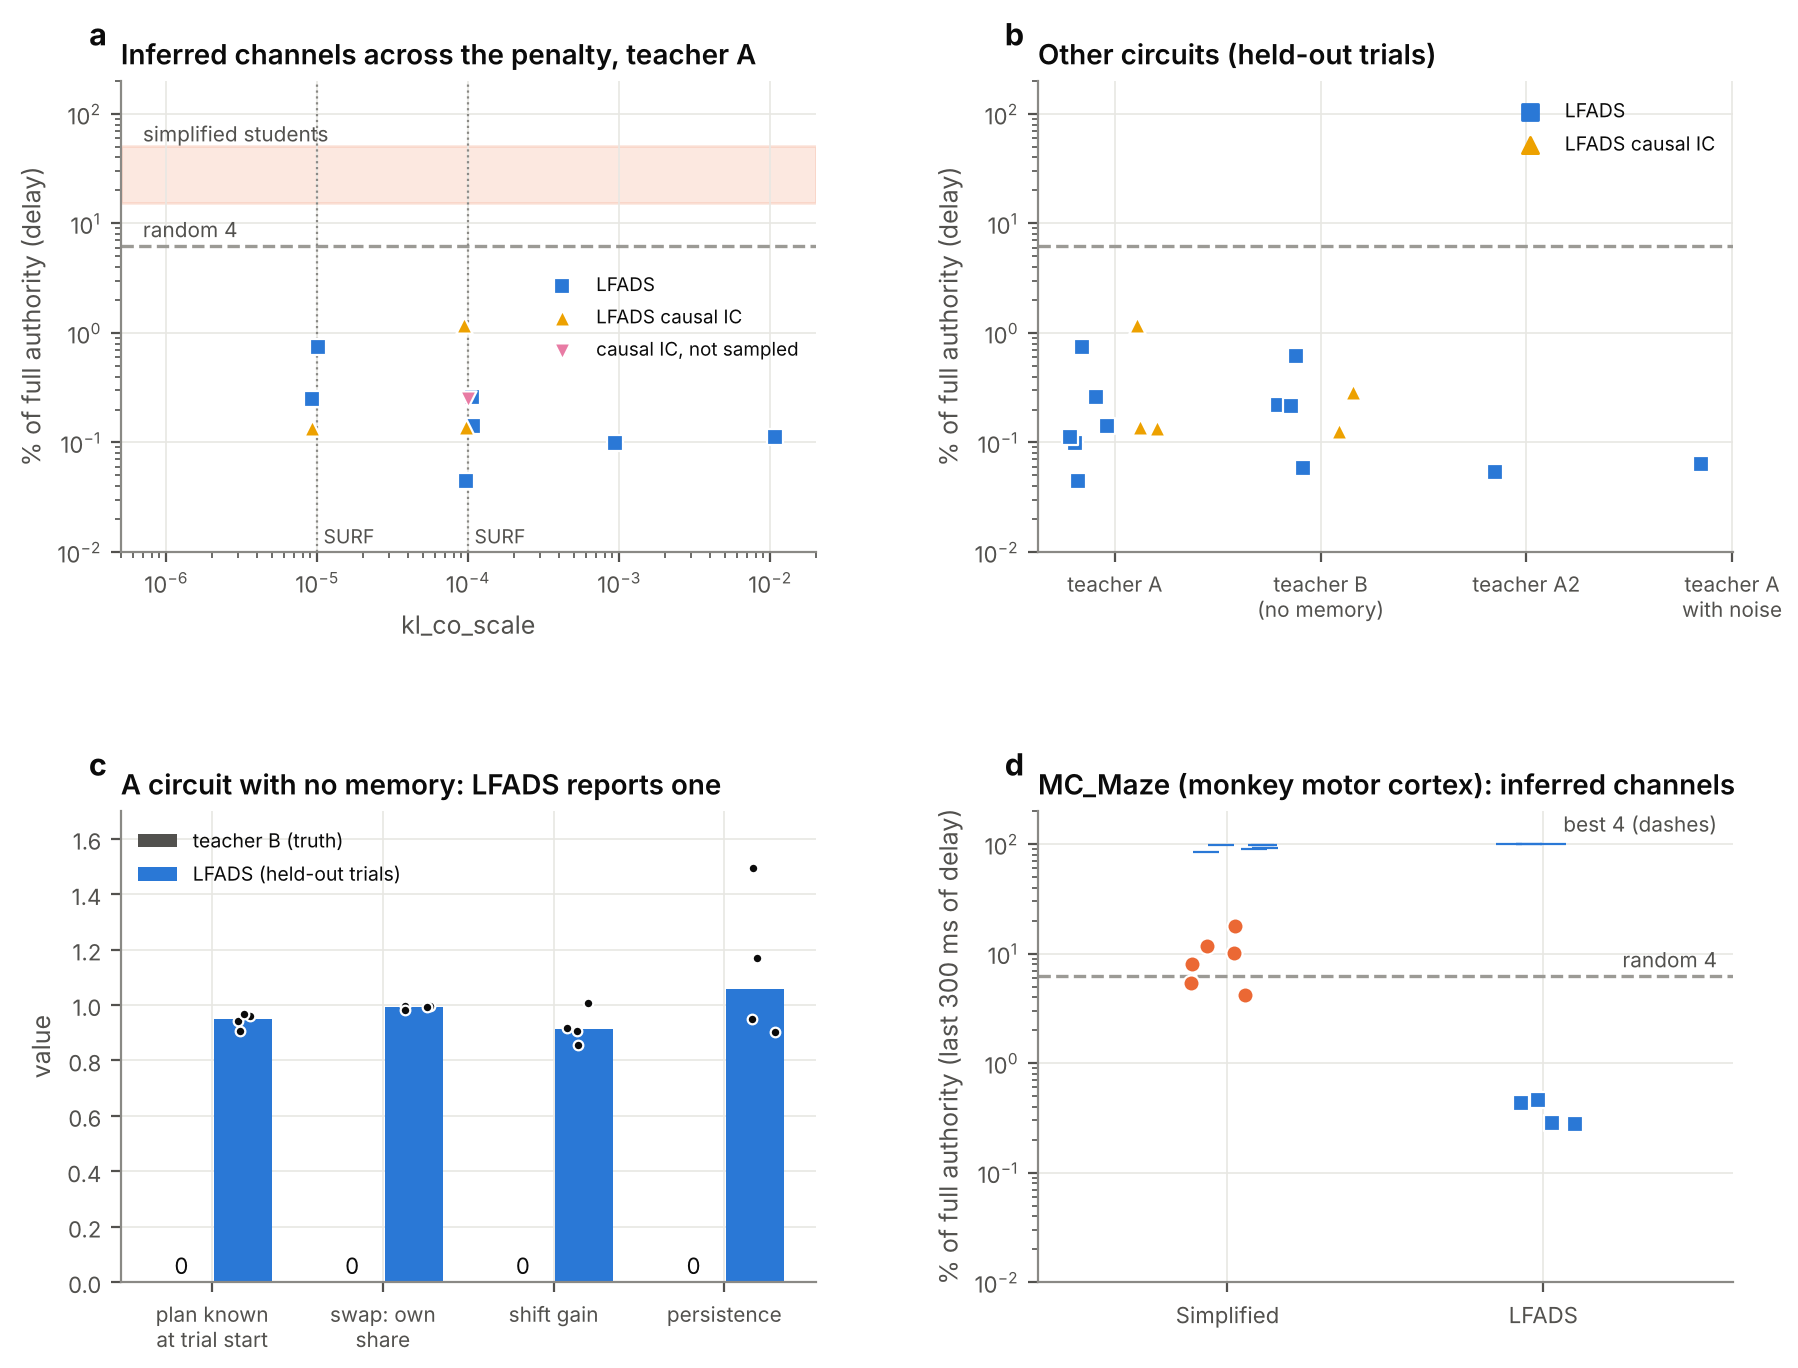 a
Inferred channels across the penalty, teacher A
% of full authority (delay)
10²
10¹
10⁰
10⁻¹
10⁻²
simplified students
random 4
LFADS
LFADS causal IC
causal IC, not sampled
SURF
SURF
10⁻⁶
10⁻⁵
10⁻⁴
10⁻³
10⁻²
kl_co_scale
b
Other circuits (held-out trials)
% of full authority (delay)
10²
10¹
10⁰
10⁻¹
10⁻²
LFADS
LFADS causal IC
teacher A
teacher B
(no memory)
teacher A2
teacher A
with noise
c
A circuit with no memory: LFADS reports one
value
1.6
1.4
1.2
1.0
0.8
0.6
0.4
0.2
0.0
teacher B (truth)
LFADS (held-out trials)
0
0
0
0
plan known
at trial start
swap: own
share
shift gain
persistence
d
MC_Maze (monkey motor cortex): inferred channels
% of full authority (last 300 ms of delay)
10²
10¹
10⁰
10⁻¹
10⁻²
best 4 (dashes)
random 4
Simplified
LFADS